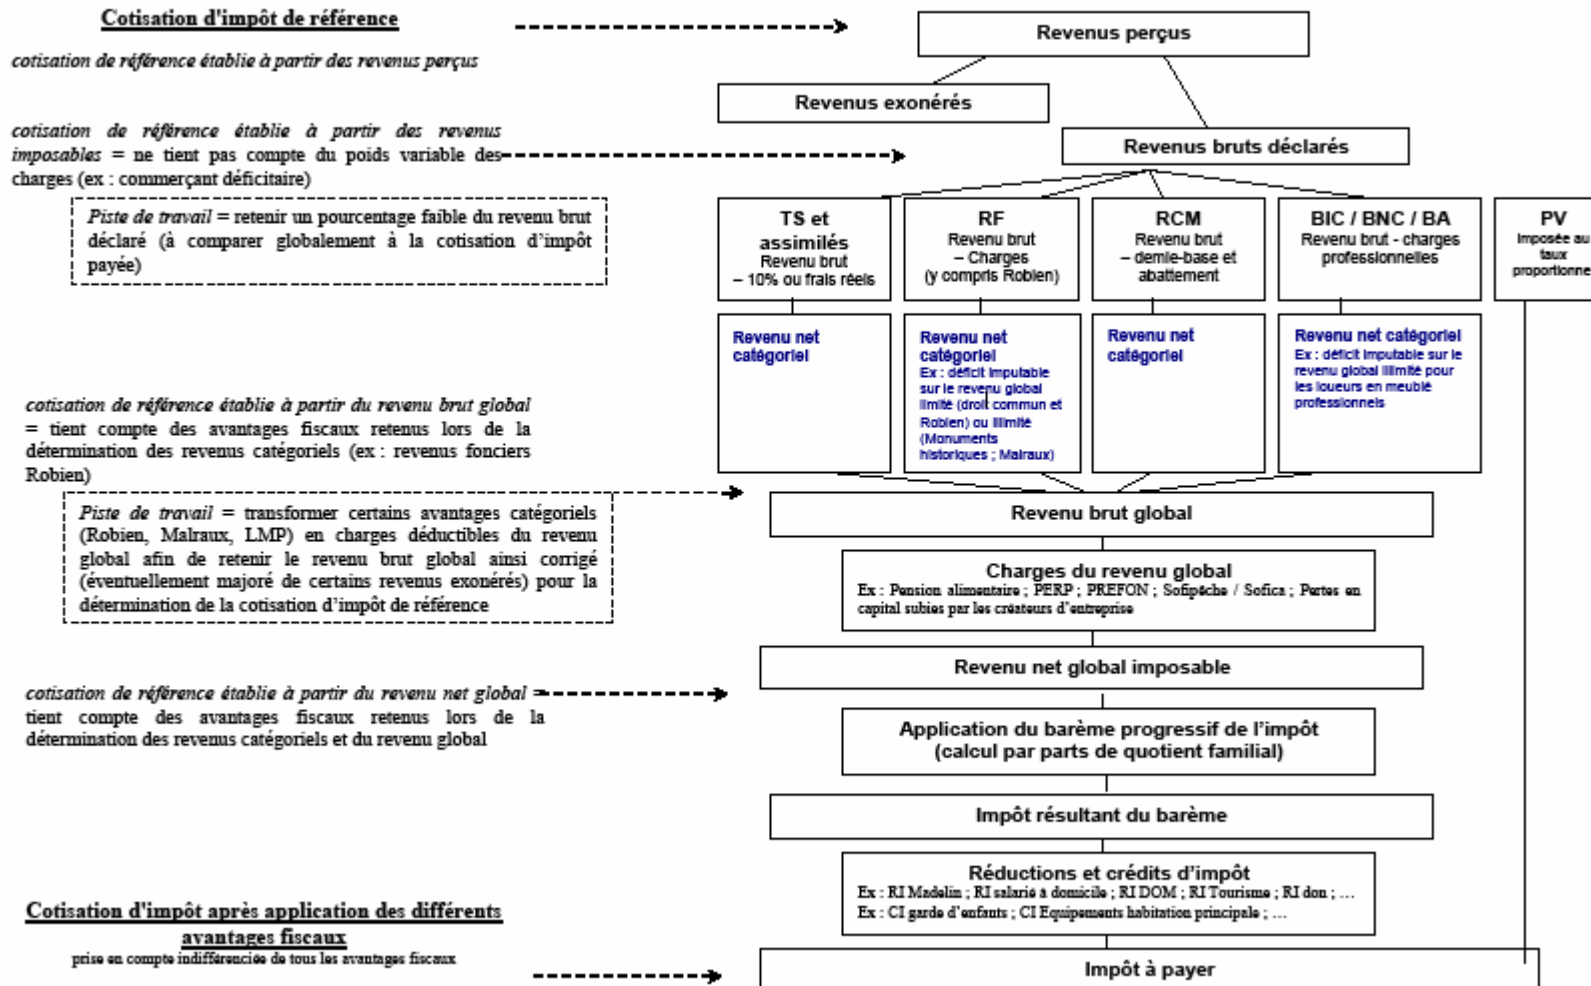 Cotisation d'impôt de référence
Revenus perçus
cotisation de référence établie à partir des revenus perçus
Revenus exonérés
cotisation de référence établie à partir des revenus
imposables = ne tient pas compte du poids variable des
charges (ex : commerçant déficitaire)
Revenus bruts déclarés
Piste de travail = retenir un pourcentage faible du revenu brut
déclaré (à comparer globalement à la cotisation d'impôt
payée)
TS et
assimilés
Revenu brut
– 10% ou frais réels
RF
Revenu brut
– Charges
(y compris Robien)
RCM
Revenu brut
– demie-base et
abattement
BIC / BNC / BA
Revenu brut - charges
professionnelles
PV
Imposée au
taux
proportionne
Revenu net
catégoriel
Revenu net
catégoriel
Ex : déficit imputable
sur le revenu global
limité (droit commun et
Robien) ou illimité
(Monuments
historiques ; Malraux)
Revenu net
catégoriel
Revenu net catégoriel
Ex : déficit imputable sur le
revenu global illimité pour
les loueurs en meublé
professionnels
cotisation de référence établie à partir du revenu brut global
= tient compte des avantages fiscaux retenus lors de la
détermination des revenus catégoriels (ex : revenus fonciers
Robien)
Piste de travail = transformer certains avantages catégoriels
(Robien, Malraux, LMP) en charges déductibles du revenu
global afin de retenir le revenu brut global ainsi corrigé
(éventuellement majoré de certains revenus exonérés) pour la
détermination de la cotisation d'impôt de référence
Revenu brut global
Charges du revenu global
Ex : Pension alimentaire ; PERP ; PREFON ; Sofipêche / Sofica ; Pertes en
capital subies par les créateurs d'entreprise
Revenu net global imposable
cotisation de référence établie à partir du revenu net global =
tient compte des avantages fiscaux retenus lors de la
détermination des revenus catégoriels et du revenu global
Application du barème progressif de l'impôt
(calcul par parts de quotient familial)
Impôt résultant du barème
Réductions et crédits d'impôt
Ex : RI Madelin ; RI salarié à domicile ; RI DOM ; RI Tourisme ; RI don ; …
Ex : CI garde d'enfants ; CI Equipements habitation principale ; …
Cotisation d'impôt après application des différents
avantages fiscaux
prise en compte indifférenciée de tous les avantages fiscaux
Impôt à payer